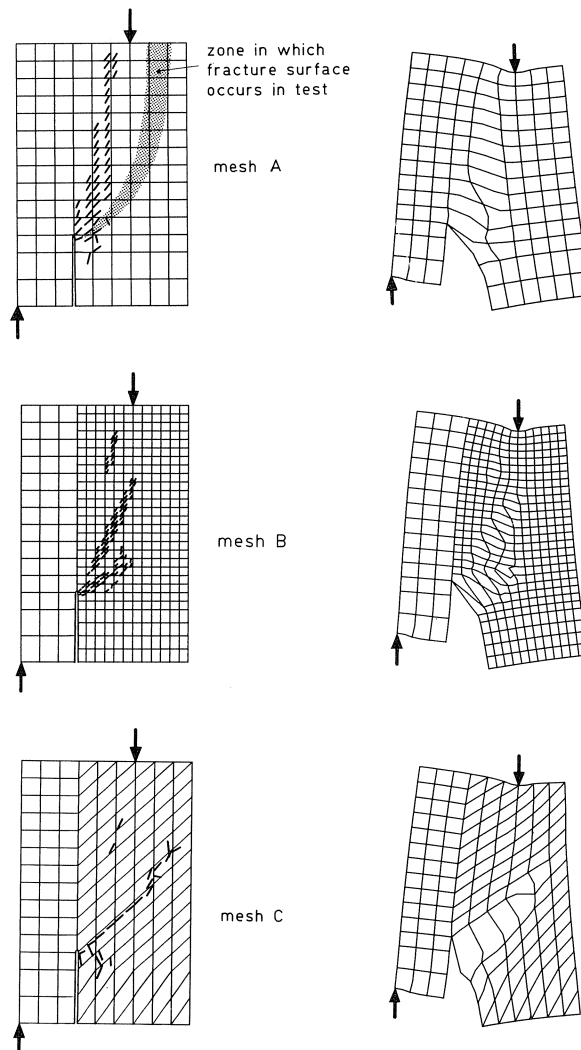 zone in which
fracture surface
occurs in test
mesh A
mesh B
mesh C